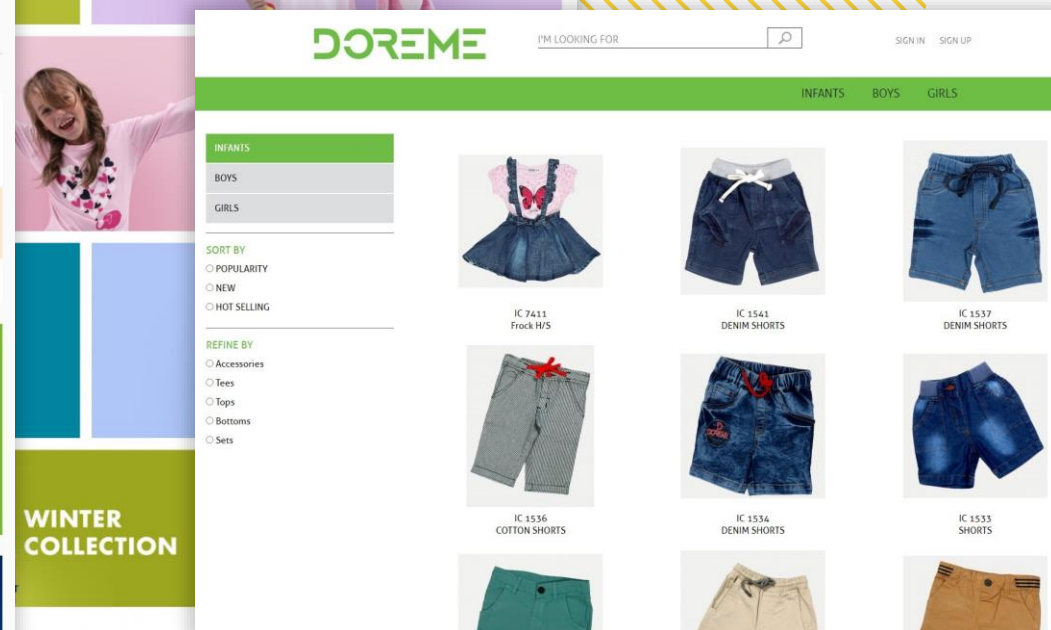 DOREME
I'M LOOKING FOR
SIGN IN SIGN UP
INFANTS BOYS GIRLS
INFANTS
BOYS
GIRLS
SORT BY
POPULARITY
NEW
HOT SELLING
REFINE BY
Accessories
Tees
Tops
Bottoms
Sets
IC 7411
Frock H/S
IC 1541
DENIM SHORTS
IC 1537
DENIM SHORTS
IC 1536
COTTON SHORTS
IC 1534
DENIM SHORTS
IC 1533
SHORTS
WINTER
COLLECTION